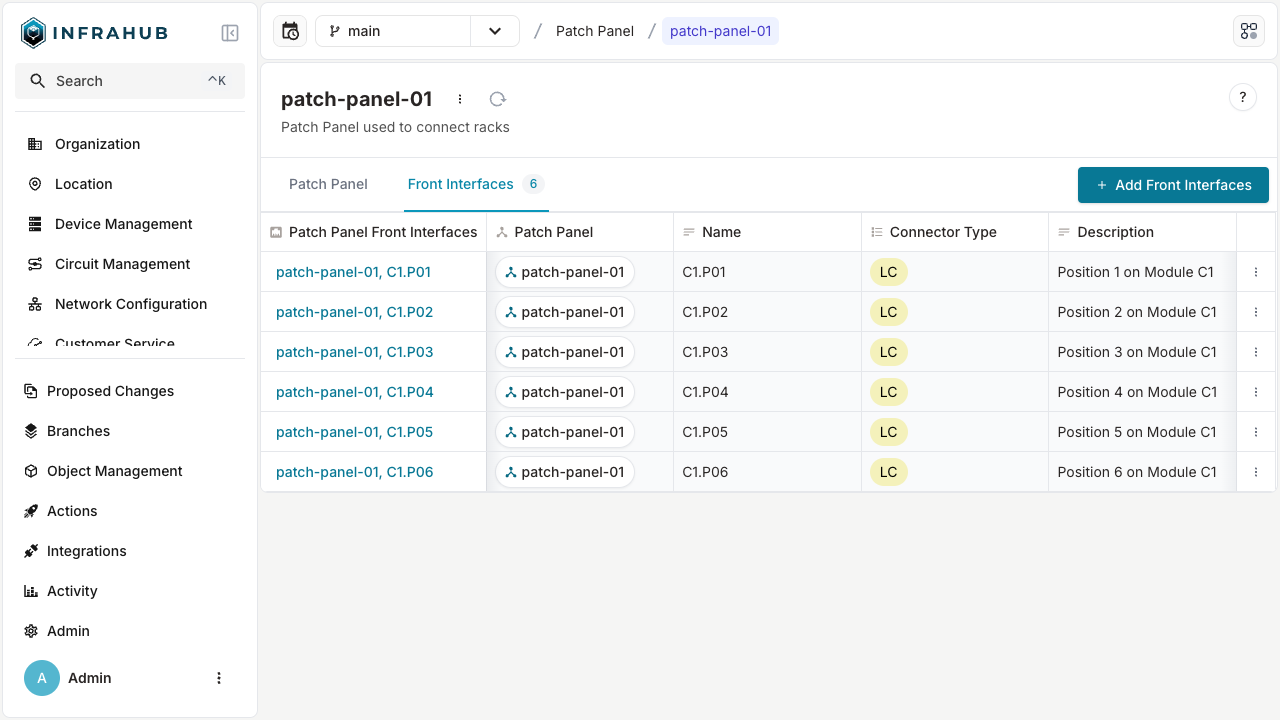 INFRAHUB
Search
^K
Organization
Location
Device Management
Circuit Management
Network Configuration
Customer Service
Proposed Changes
Branches
Object Management
Actions
Integrations
Activity
Admin
A
Admin
main
/ Patch Panel / patch-panel-01
patch-panel-01
?
Patch Panel used to connect racks
Patch Panel
Front Interfaces 6
+ Add Front Interfaces
Patch Panel Front Interfaces Patch Panel Name Connector Type Description
patch-panel-01, C1.P01 patch-panel-01 C1.P01 LC Position 1 on Module C1
patch-panel-01, C1.P02 patch-panel-01 C1.P02 LC Position 2 on Module C1
patch-panel-01, C1.P03 patch-panel-01 C1.P03 LC Position 3 on Module C1
patch-panel-01, C1.P04 patch-panel-01 C1.P04 LC Position 4 on Module C1
patch-panel-01, C1.P05 patch-panel-01 C1.P05 LC Position 5 on Module C1
patch-panel-01, C1.P06 patch-panel-01 C1.P06 LC Position 6 on Module C1